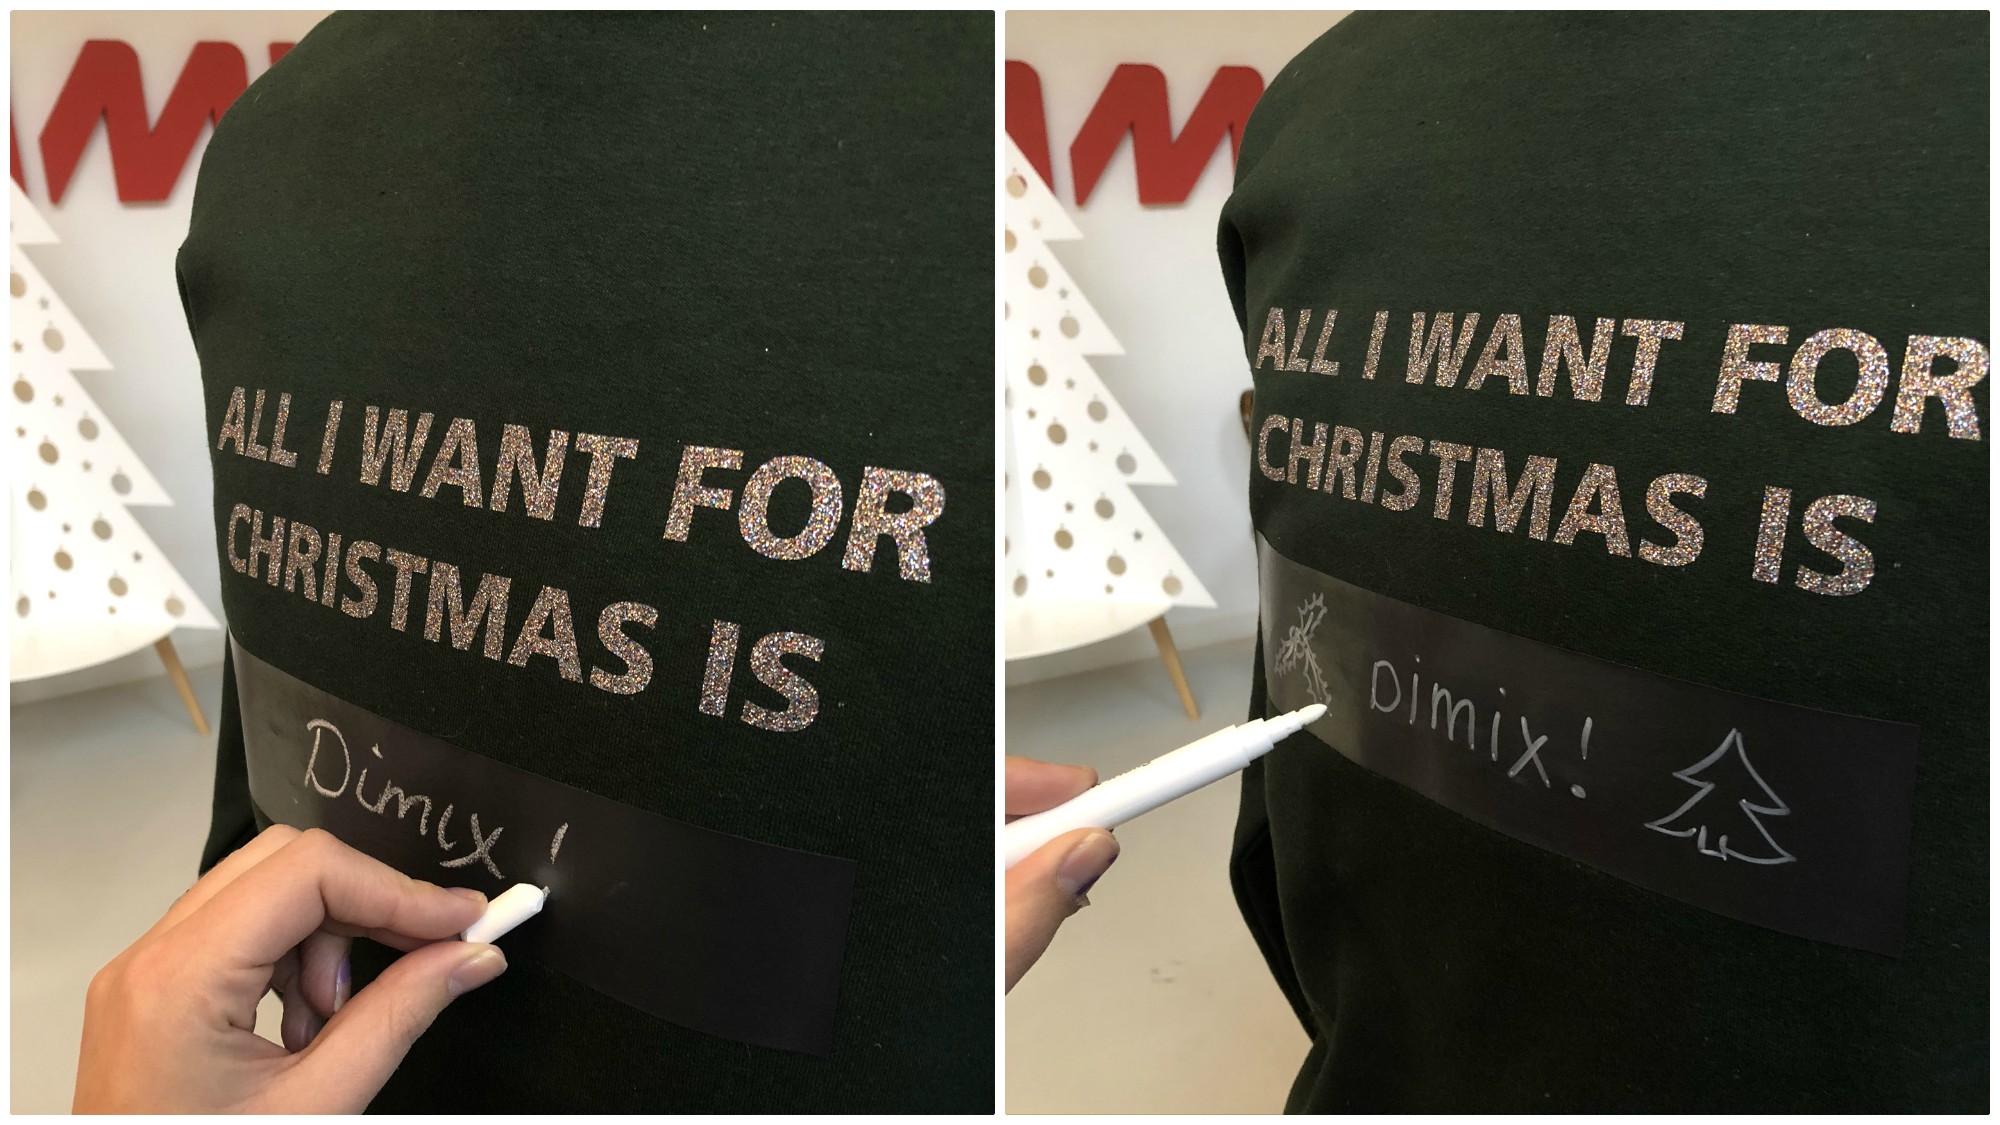 ALL I WANT FOR
CHRISTMAS IS
Dimix!
ALL I WANT FOR
CHRISTMAS IS
Dimix!